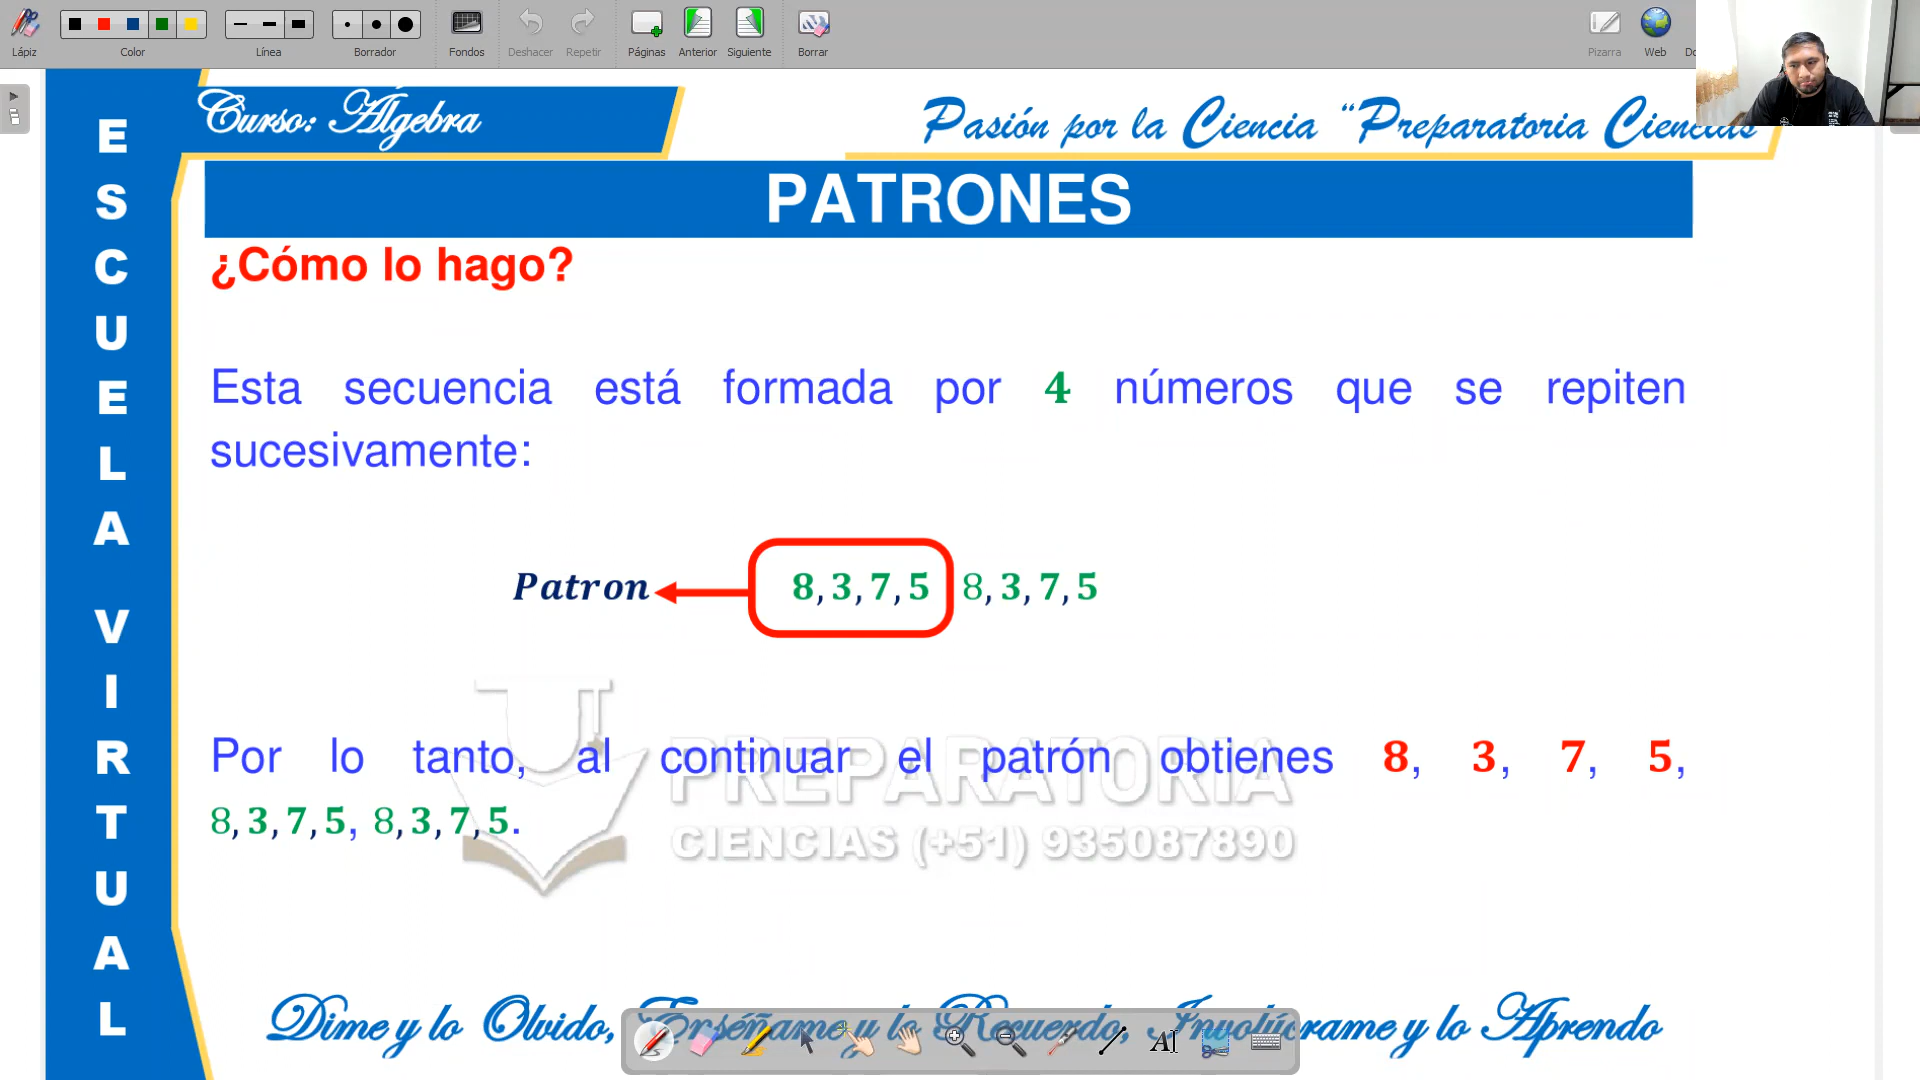 Lápiz
Color
Línea
Borrador
Fondos
Deshacer
Repetir
Páginas
Anterior
Siguiente
Borrar
Pizarra
Web
Curso: Álgebra
Pasión por la Ciencia “Preparatoria Ciencias
ESCUELA VIRTUAL
PATRONES
¿Cómo lo hago?
Esta secuencia está formada por 4 números que se repiten
sucesivamente:
Patron 8, 3, 7, 5 8, 3, 7, 5
Por lo tanto, al continuar el patrón obtienes 8, 3, 7, 5,
8, 3, 7, 5, 8, 3, 7, 5.
PREPARATORIA
CIENCIAS (+51) 935087890
Dime y lo Olvido, Enséñame y lo Recuerdo, Involúcrame y lo Aprendo